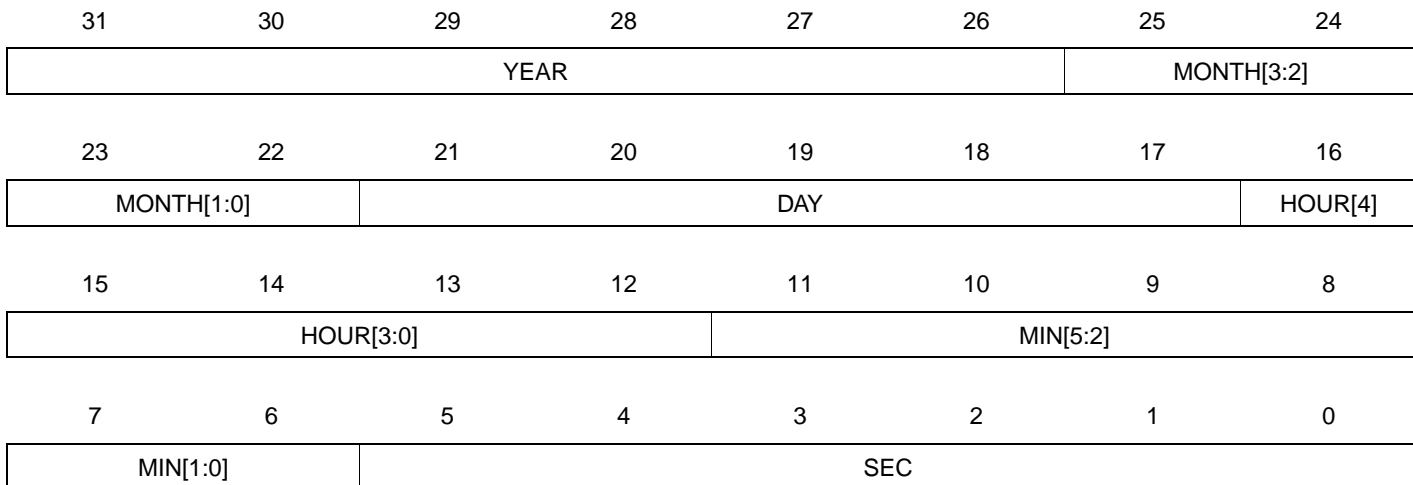 31 30 29 28 27 26 25 24
YEAR MONTH[3:2]
23 22 21 20 19 18 17 16
MONTH[1:0] DAY HOUR[4]
15 14 13 12 11 10 9 8
HOUR[3:0] MIN[5:2]
7 6 5 4 3 2 1 0
MIN[1:0] SEC